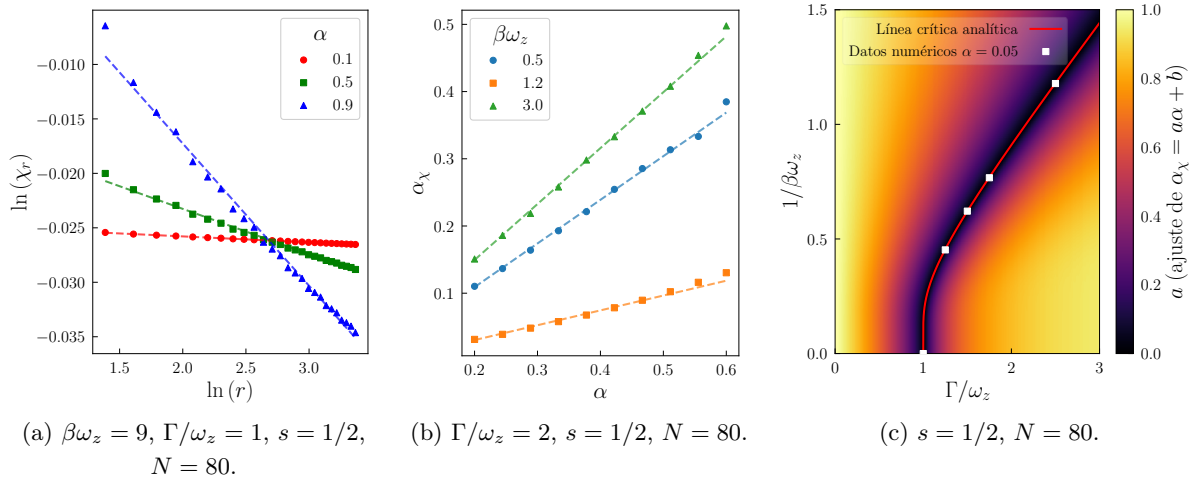 α
0.1
0.5
0.9
−0.010
−0.015
−0.020
−0.025
−0.030
−0.035
ln (χ_r)
1.5
2.0
2.5
3.0
ln (r)
(a) βω_z = 9, Γ/ω_z = 1, s = 1/2,
N = 80.
βω_z
0.5
1.2
3.0
0.5
0.4
0.3
0.2
0.1
α_χ
0.2
0.3
0.4
0.5
0.6
α
(b) Γ/ω_z = 2, s = 1/2, N = 80.
Línea crítica analítica
Datos numéricos α = 0.05
1.5
1.0
0.5
0.0
1/βω_z
0
1
2
3
Γ/ω_z
1.0
0.8
0.6
0.4
0.2
0.0
a (ajuste de α_χ = aα + b)
(c) s = 1/2, N = 80.